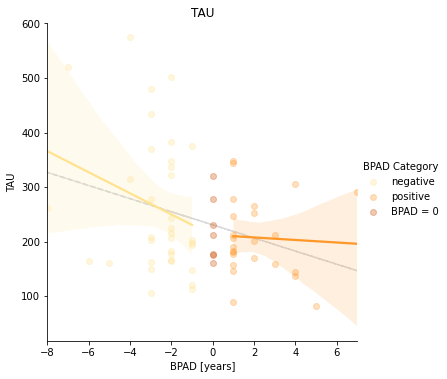 TAU
600
500
400
300
200
100
TAU
−8
−6
−4
−2
0
2
4
6
BPAD [years]
BPAD Category
negative
positive
BPAD = 0